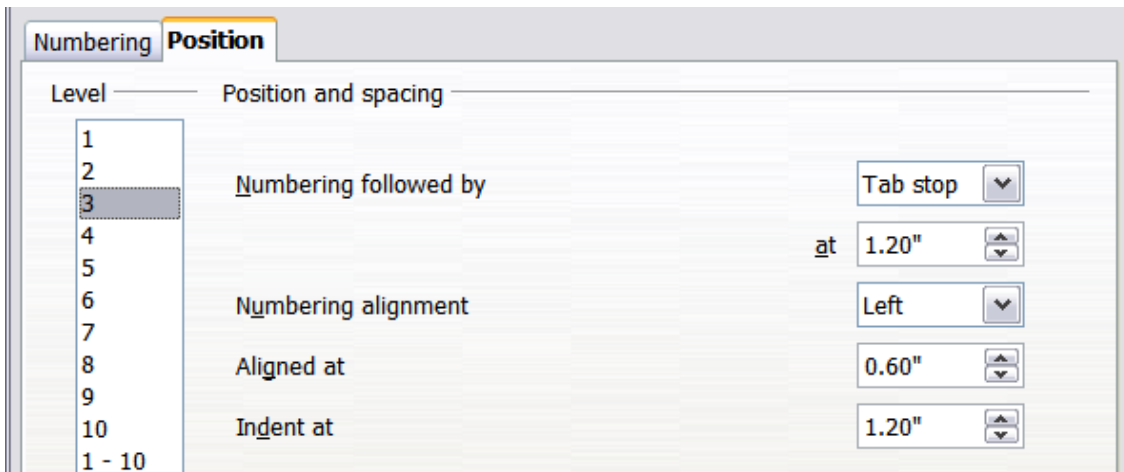 Numbering Position
Level Position and spacing
1
2
3
4
5
6
7
8
9
10
1 - 10
Numbering followed by Tab stop
at 1.20"
Numbering alignment Left
Aligned at 0.60"
Indent at 1.20"